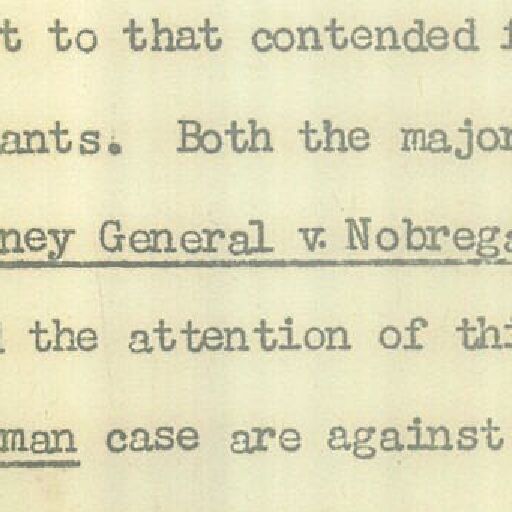 t to that contended f
ants. Both the major
ney General v. Nobrega
the attention of thi
man case are against